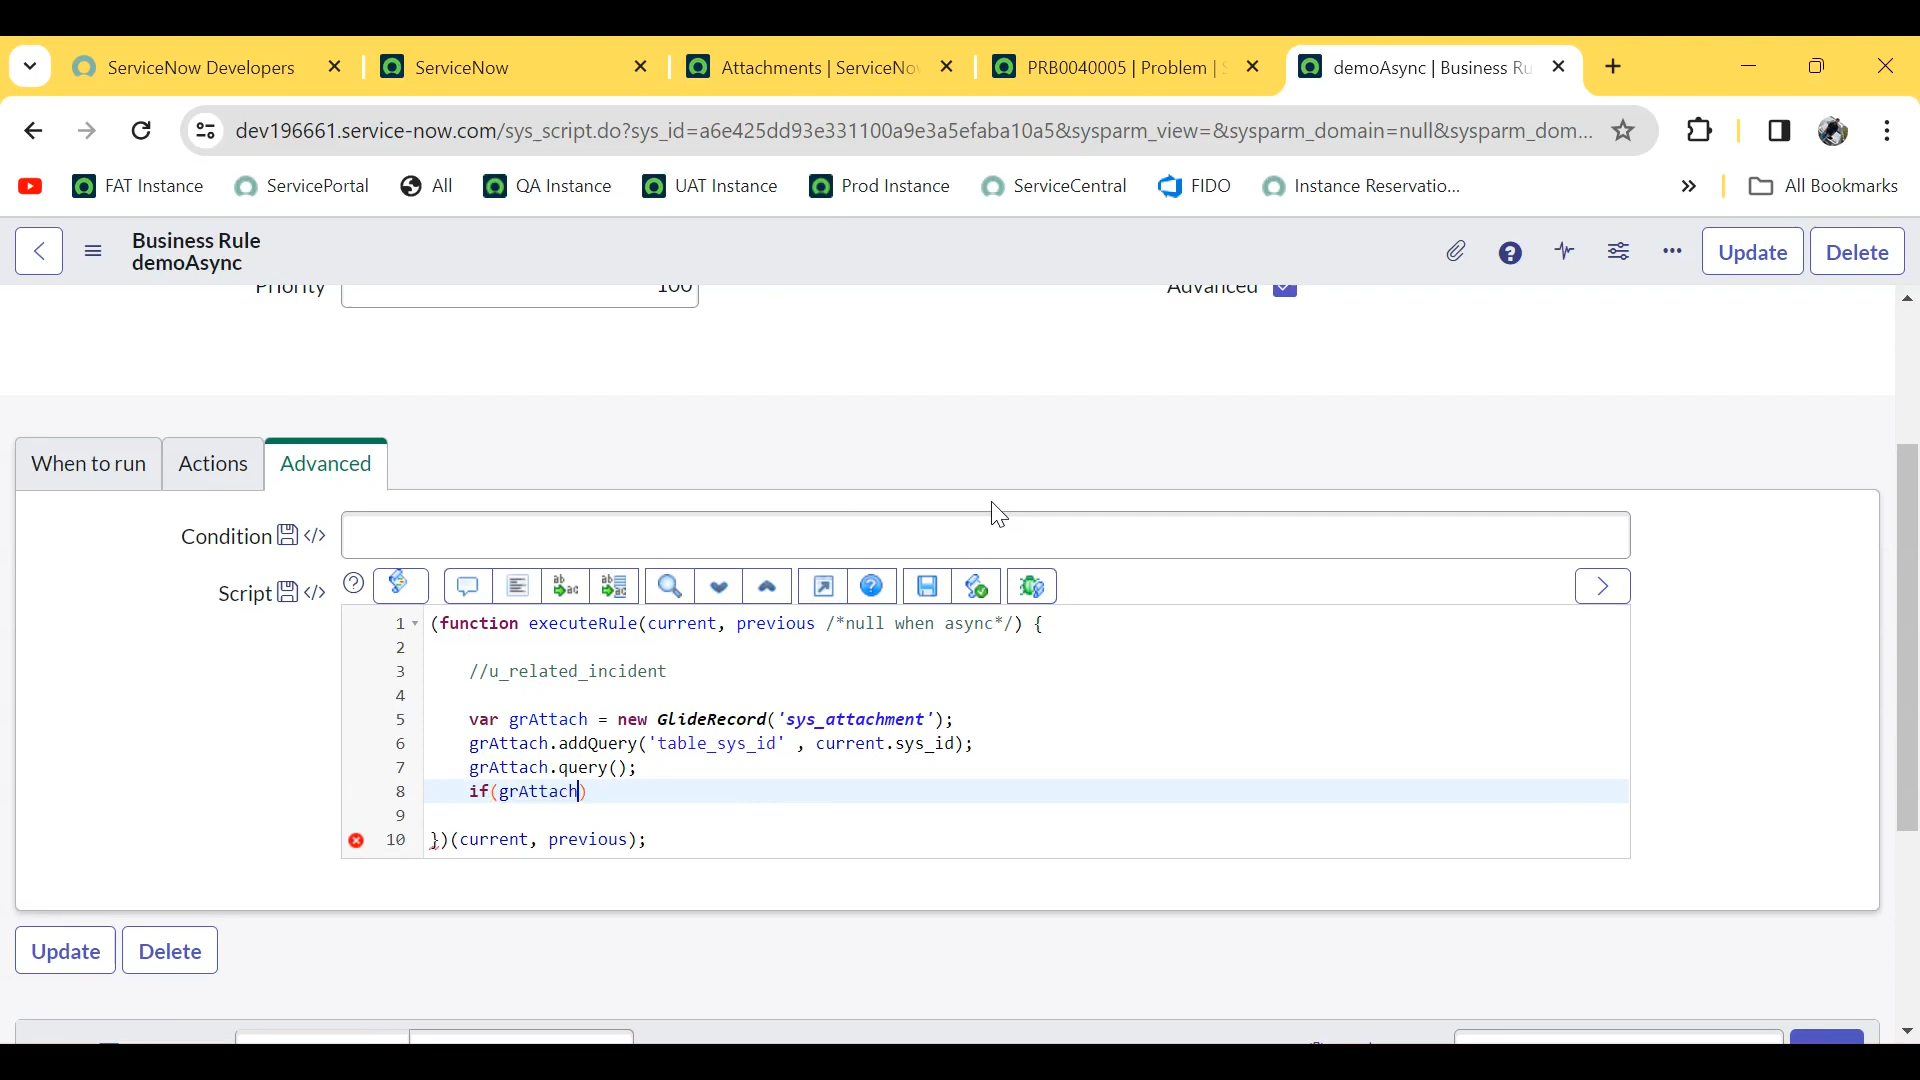 ServiceNow Developers
ServiceNow
Attachments | ServiceNo
PRB0040005 | Problem |
demoAsync | Business Ru
dev196661.service-now.com/sys_script.do?sys_id=a6e425dd93e331100a9e3a5efaba10a5&sysparm_view=&sysparm_domain=null&sysparm_dom...
FAT Instance
ServicePortal
All
QA Instance
UAT Instance
Prod Instance
ServiceCentral
FIDO
Instance Reservatio...
All Bookmarks
Business Rule
demoAsync
Update
Delete
Priority
100
Advanced
When to run
Actions
Advanced
Condition
Script
1 (function executeRule(current, previous /*null when async*/) {
2
3 //u_related_incident
4
5 var grAttach = new GlideRecord('sys_attachment');
6 grAttach.addQuery('table_sys_id' , current.sys_id);
7 grAttach.query();
8 if(grAttach)
9
10 })(current, previous);
Update
Delete